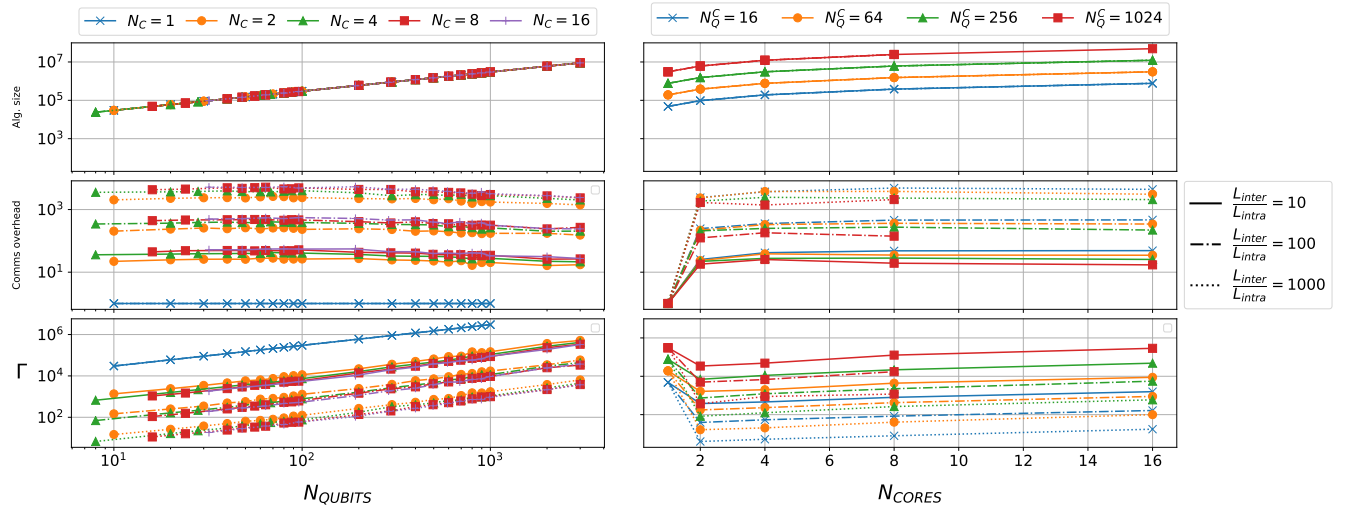 N_C = 1 N_C = 2 N_C = 4 N_C = 8 N_C = 16
N_Q^C = 16 N_Q^C = 64 N_Q^C = 256 N_Q^C = 1024
Alg. size
10^7
10^5
10^3
Comms overhead
10^3
10^1
Γ
10^6
10^4
10^2
10^1 10^2 10^3
2 4 6 8 10 12 14 16
N_QUBITS
N_CORES
L_inter/L_intra = 10
L_inter/L_intra = 100
L_inter/L_intra = 1000